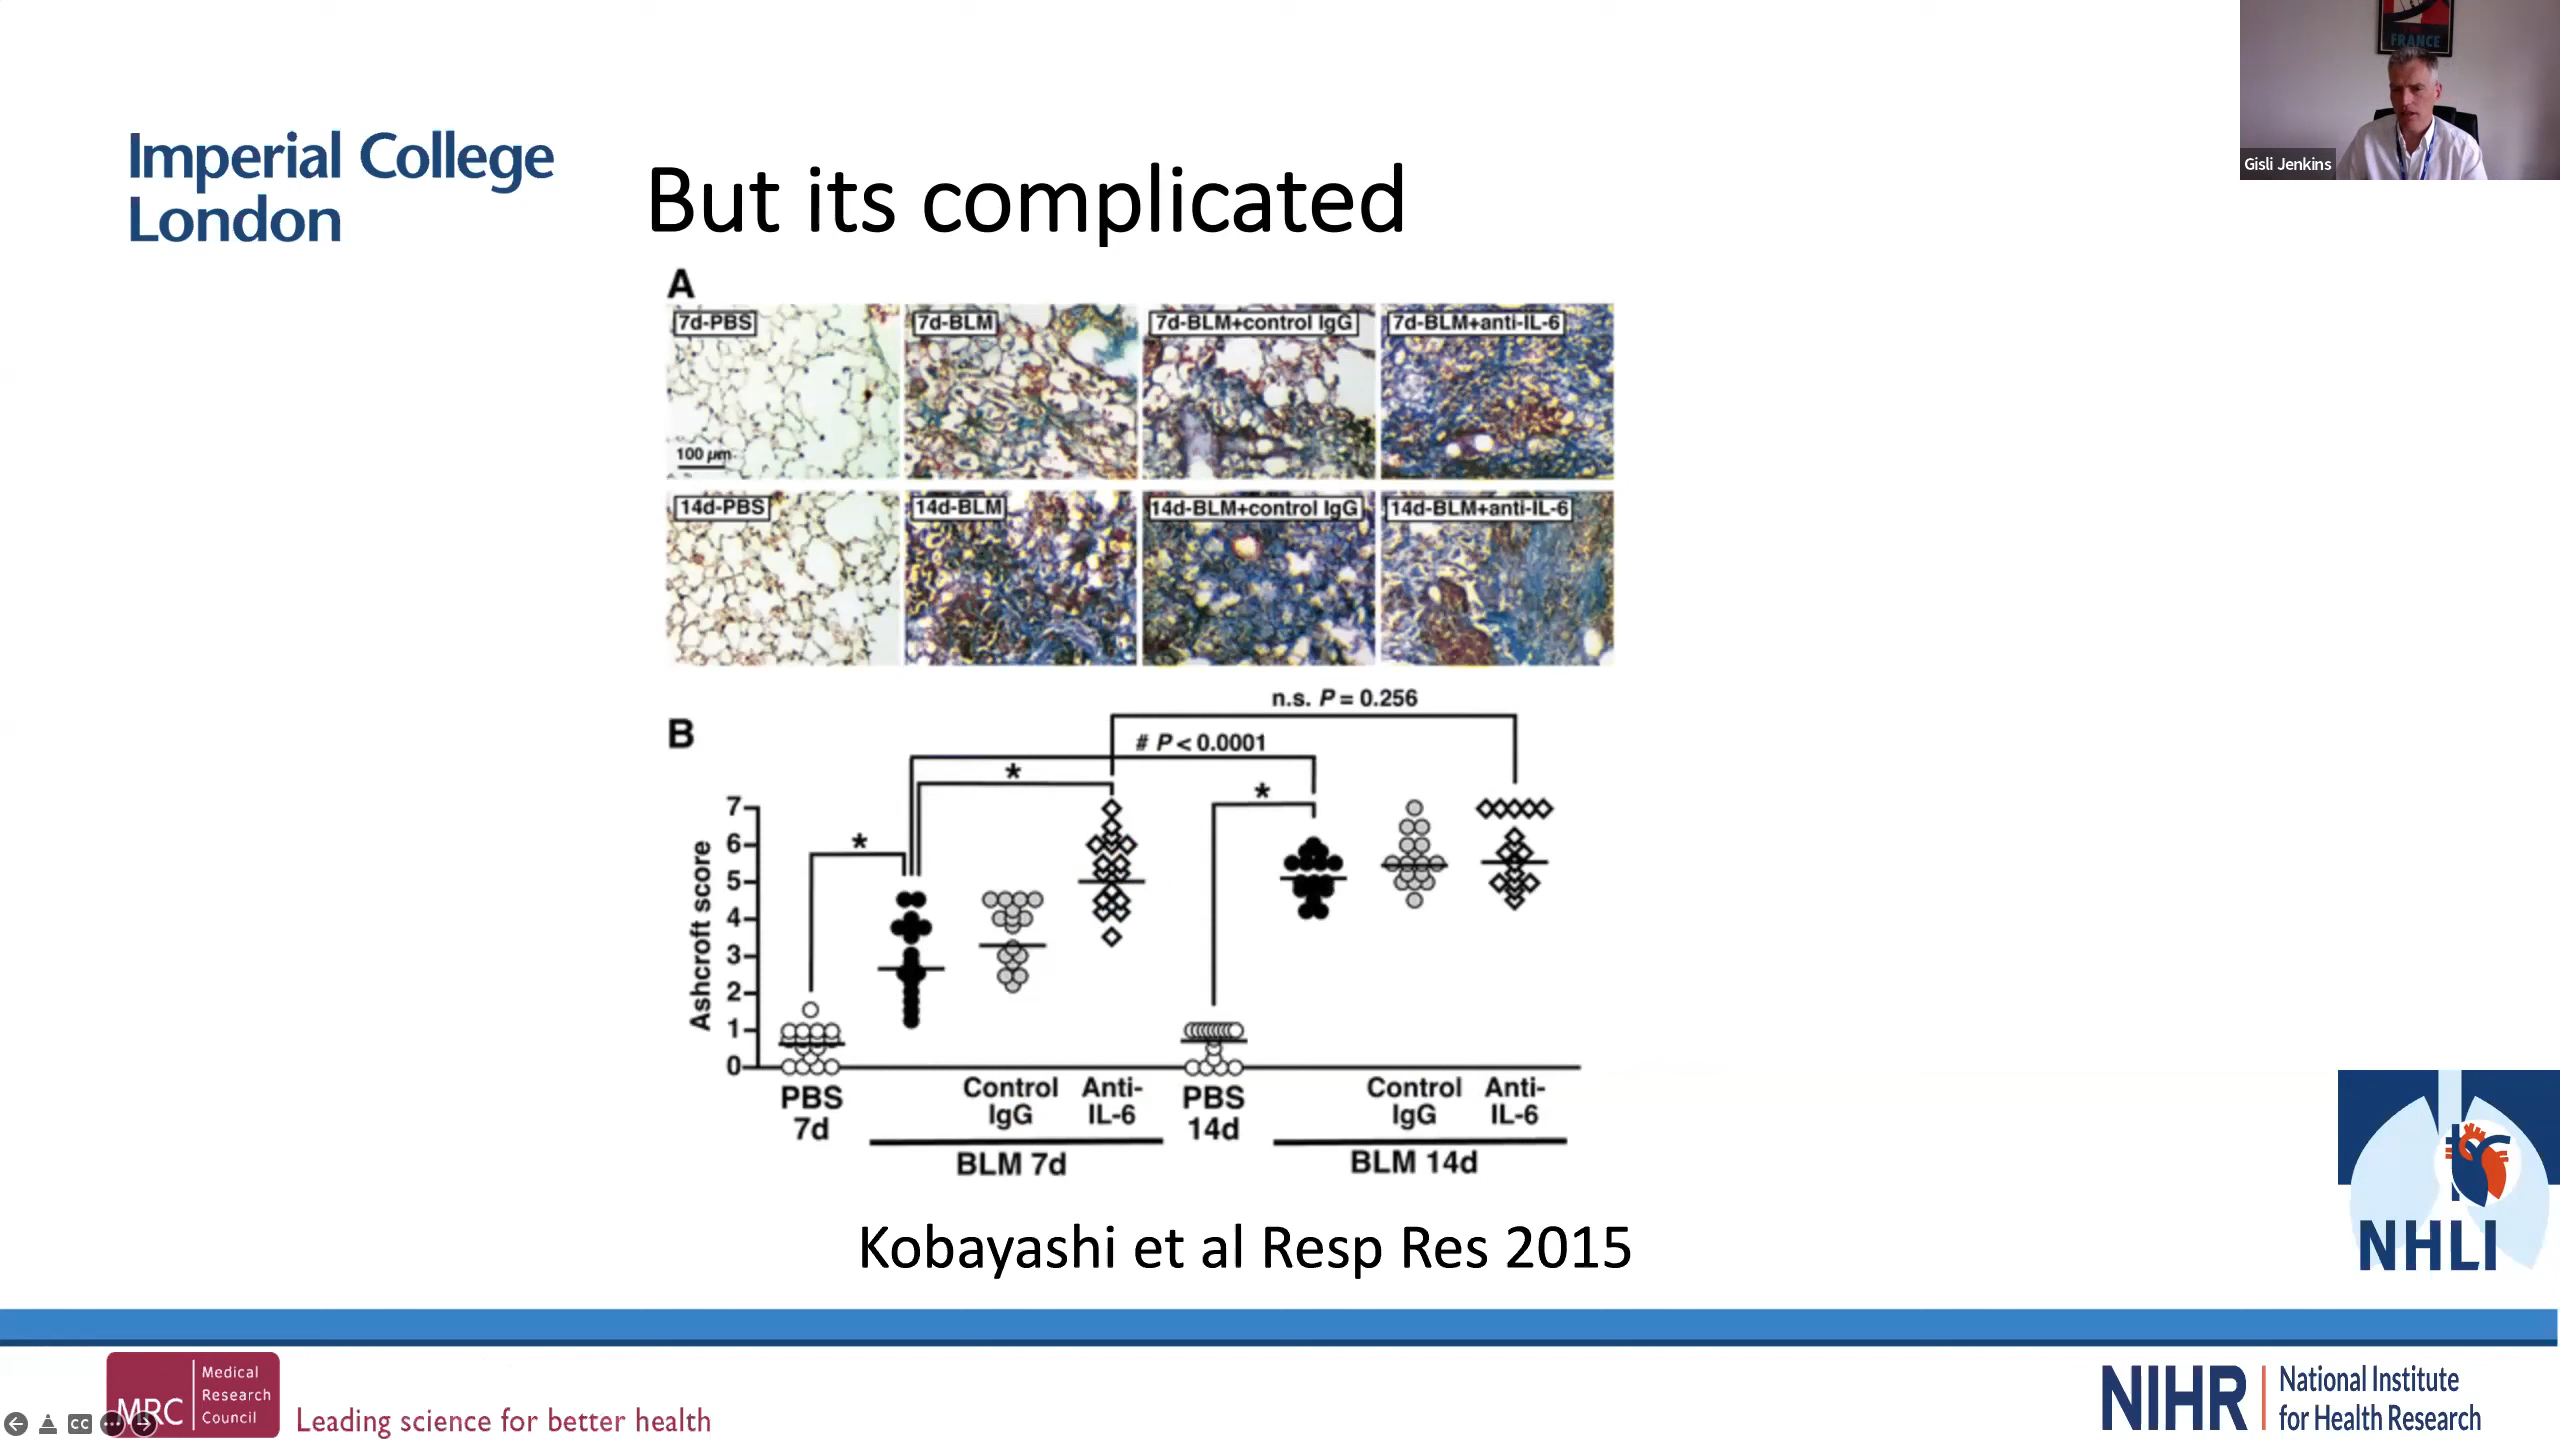 FRANCE
Gisli Jenkins
Imperial College
London
But its complicated
A
7d-PBS
7d-BLM
7d-BLM+control IgG
7d-BLM+anti-IL-6
100 µm
14d-PBS
14d-BLM
14d-BLM+control IgG
14d-BLM+anti-IL-6
B
n.s. P = 0.256
# P < 0.0001
*
*
*
Ashcroft score
7
6
5
4
3
2
1
0
PBS
7d
Control
IgG
Anti-
IL-6
BLM 7d
PBS
14d
Control
IgG
Anti-
IL-6
BLM 14d
Kobayashi et al Resp Res 2015
NHLI
MRC
Medical
Research
Council
Leading science for better health
CC
NIHR
National Institute
for Health Research